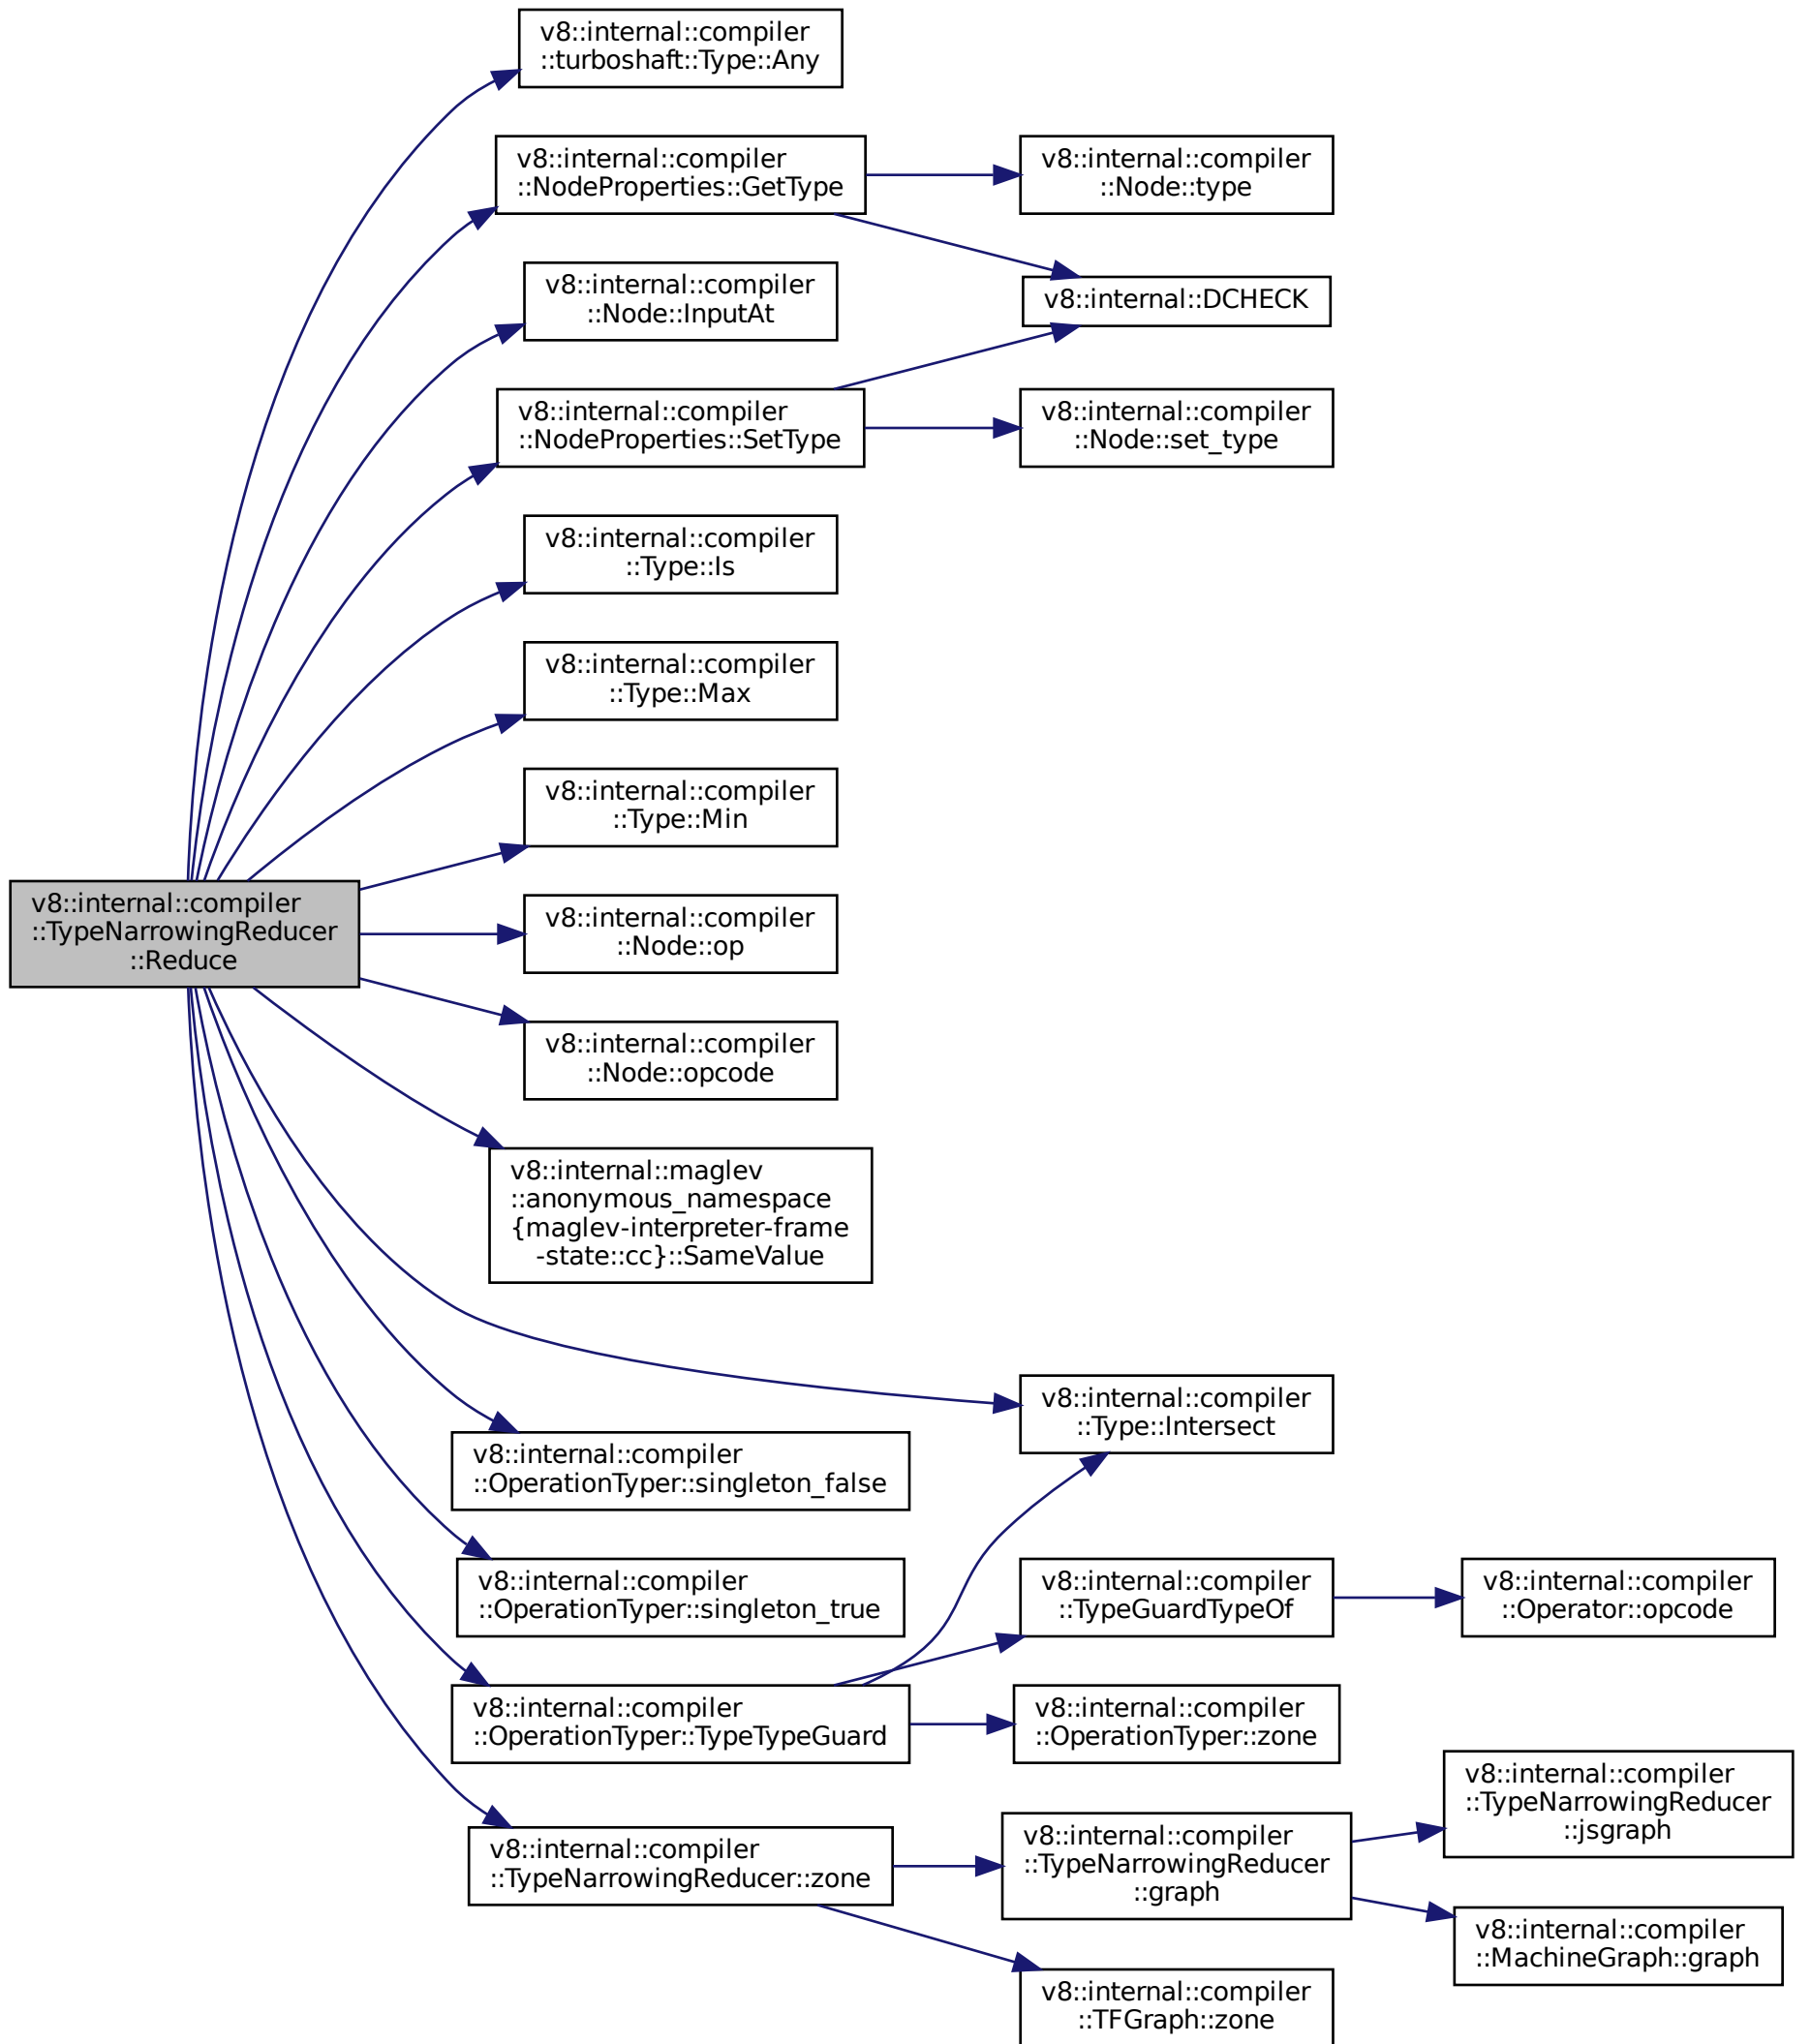 v8::internal::compiler
::turboshaft::Type::Any
v8::internal::compiler
::NodeProperties::GetType
v8::internal::compiler
::Node::type
v8::internal::compiler
::Node::InputAt
v8::internal::DCHECK
v8::internal::compiler
::NodeProperties::SetType
v8::internal::compiler
::Node::set_type
v8::internal::compiler
::Type::Is
v8::internal::compiler
::Type::Max
v8::internal::compiler
::Type::Min
v8::internal::compiler
::TypeNarrowingReducer
::Reduce
v8::internal::compiler
::Node::op
v8::internal::compiler
::Node::opcode
v8::internal::maglev
::anonymous_namespace
{maglev-interpreter-frame
-state::cc}::SameValue
v8::internal::compiler
::Type::Intersect
v8::internal::compiler
::OperationTyper::singleton_false
v8::internal::compiler
::OperationTyper::singleton_true
v8::internal::compiler
::TypeGuardTypeOf
v8::internal::compiler
::Operator::opcode
v8::internal::compiler
::OperationTyper::TypeTypeGuard
v8::internal::compiler
::OperationTyper::zone
v8::internal::compiler
::TypeNarrowingReducer::zone
v8::internal::compiler
::TypeNarrowingReducer
::graph
v8::internal::compiler
::TypeNarrowingReducer
::jsgraph
v8::internal::compiler
::MachineGraph::graph
v8::internal::compiler
::TFGraph::zone